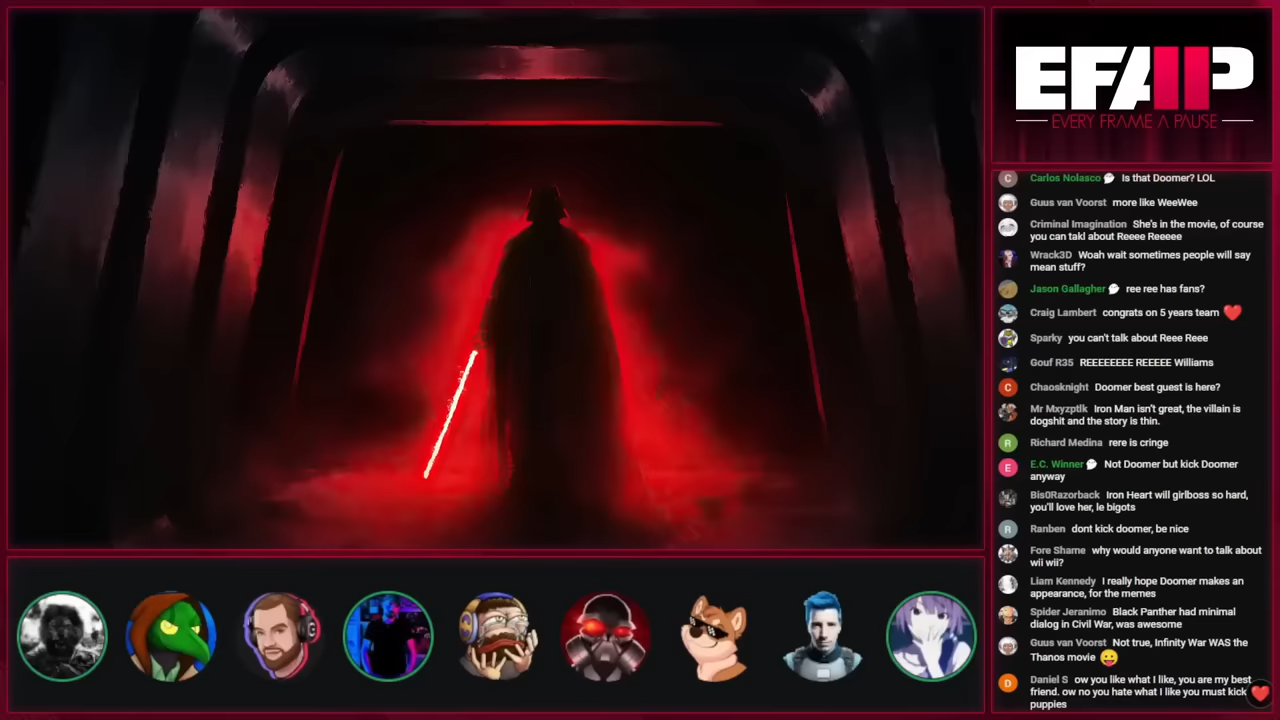 EFAP
EVERY FRAME A PAUSE
Carlos Nolasco Is that Doomer? LOL
Guus van Voorst more like WeeWee
Criminal Imagination She's in the movie, of course
you can takl about Reeee Reeeee
Wrack3D Woah wait sometimes people will say
mean stuff?
Jason Gallagher ree ree has fans?
Craig Lambert congrats on 5 years team
Sparky you can't talk about Reee Reee
Gouf R35 REEEEEEEE REEEEE Williams
C Chaosknight Doomer best guest is here?
Mr Mxyzptlk Iron Man isn't great, the villain is
dogshit and the story is thin.
R Richard Medina rere is cringe
E E.C. Winner Not Doomer but kick Doomer
anyway
Bis0Razorback Iron Heart will girlboss so hard,
you'll love her, le bigots
R Ranben dont kick doomer, be nice
Fore Shame why would anyone want to talk about
wii wii?
Liam Kennedy I really hope Doomer makes an
appearance, for the memes
Spider Jeranimo Black Panther had minimal
dialog in Civil War, was awesome
Guus van Voorst Not true, Infinity War WAS the
Thanos movie
D Daniel S ow you like what I like, you are my best
friend. ow no you hate what I like you must kick
puppies